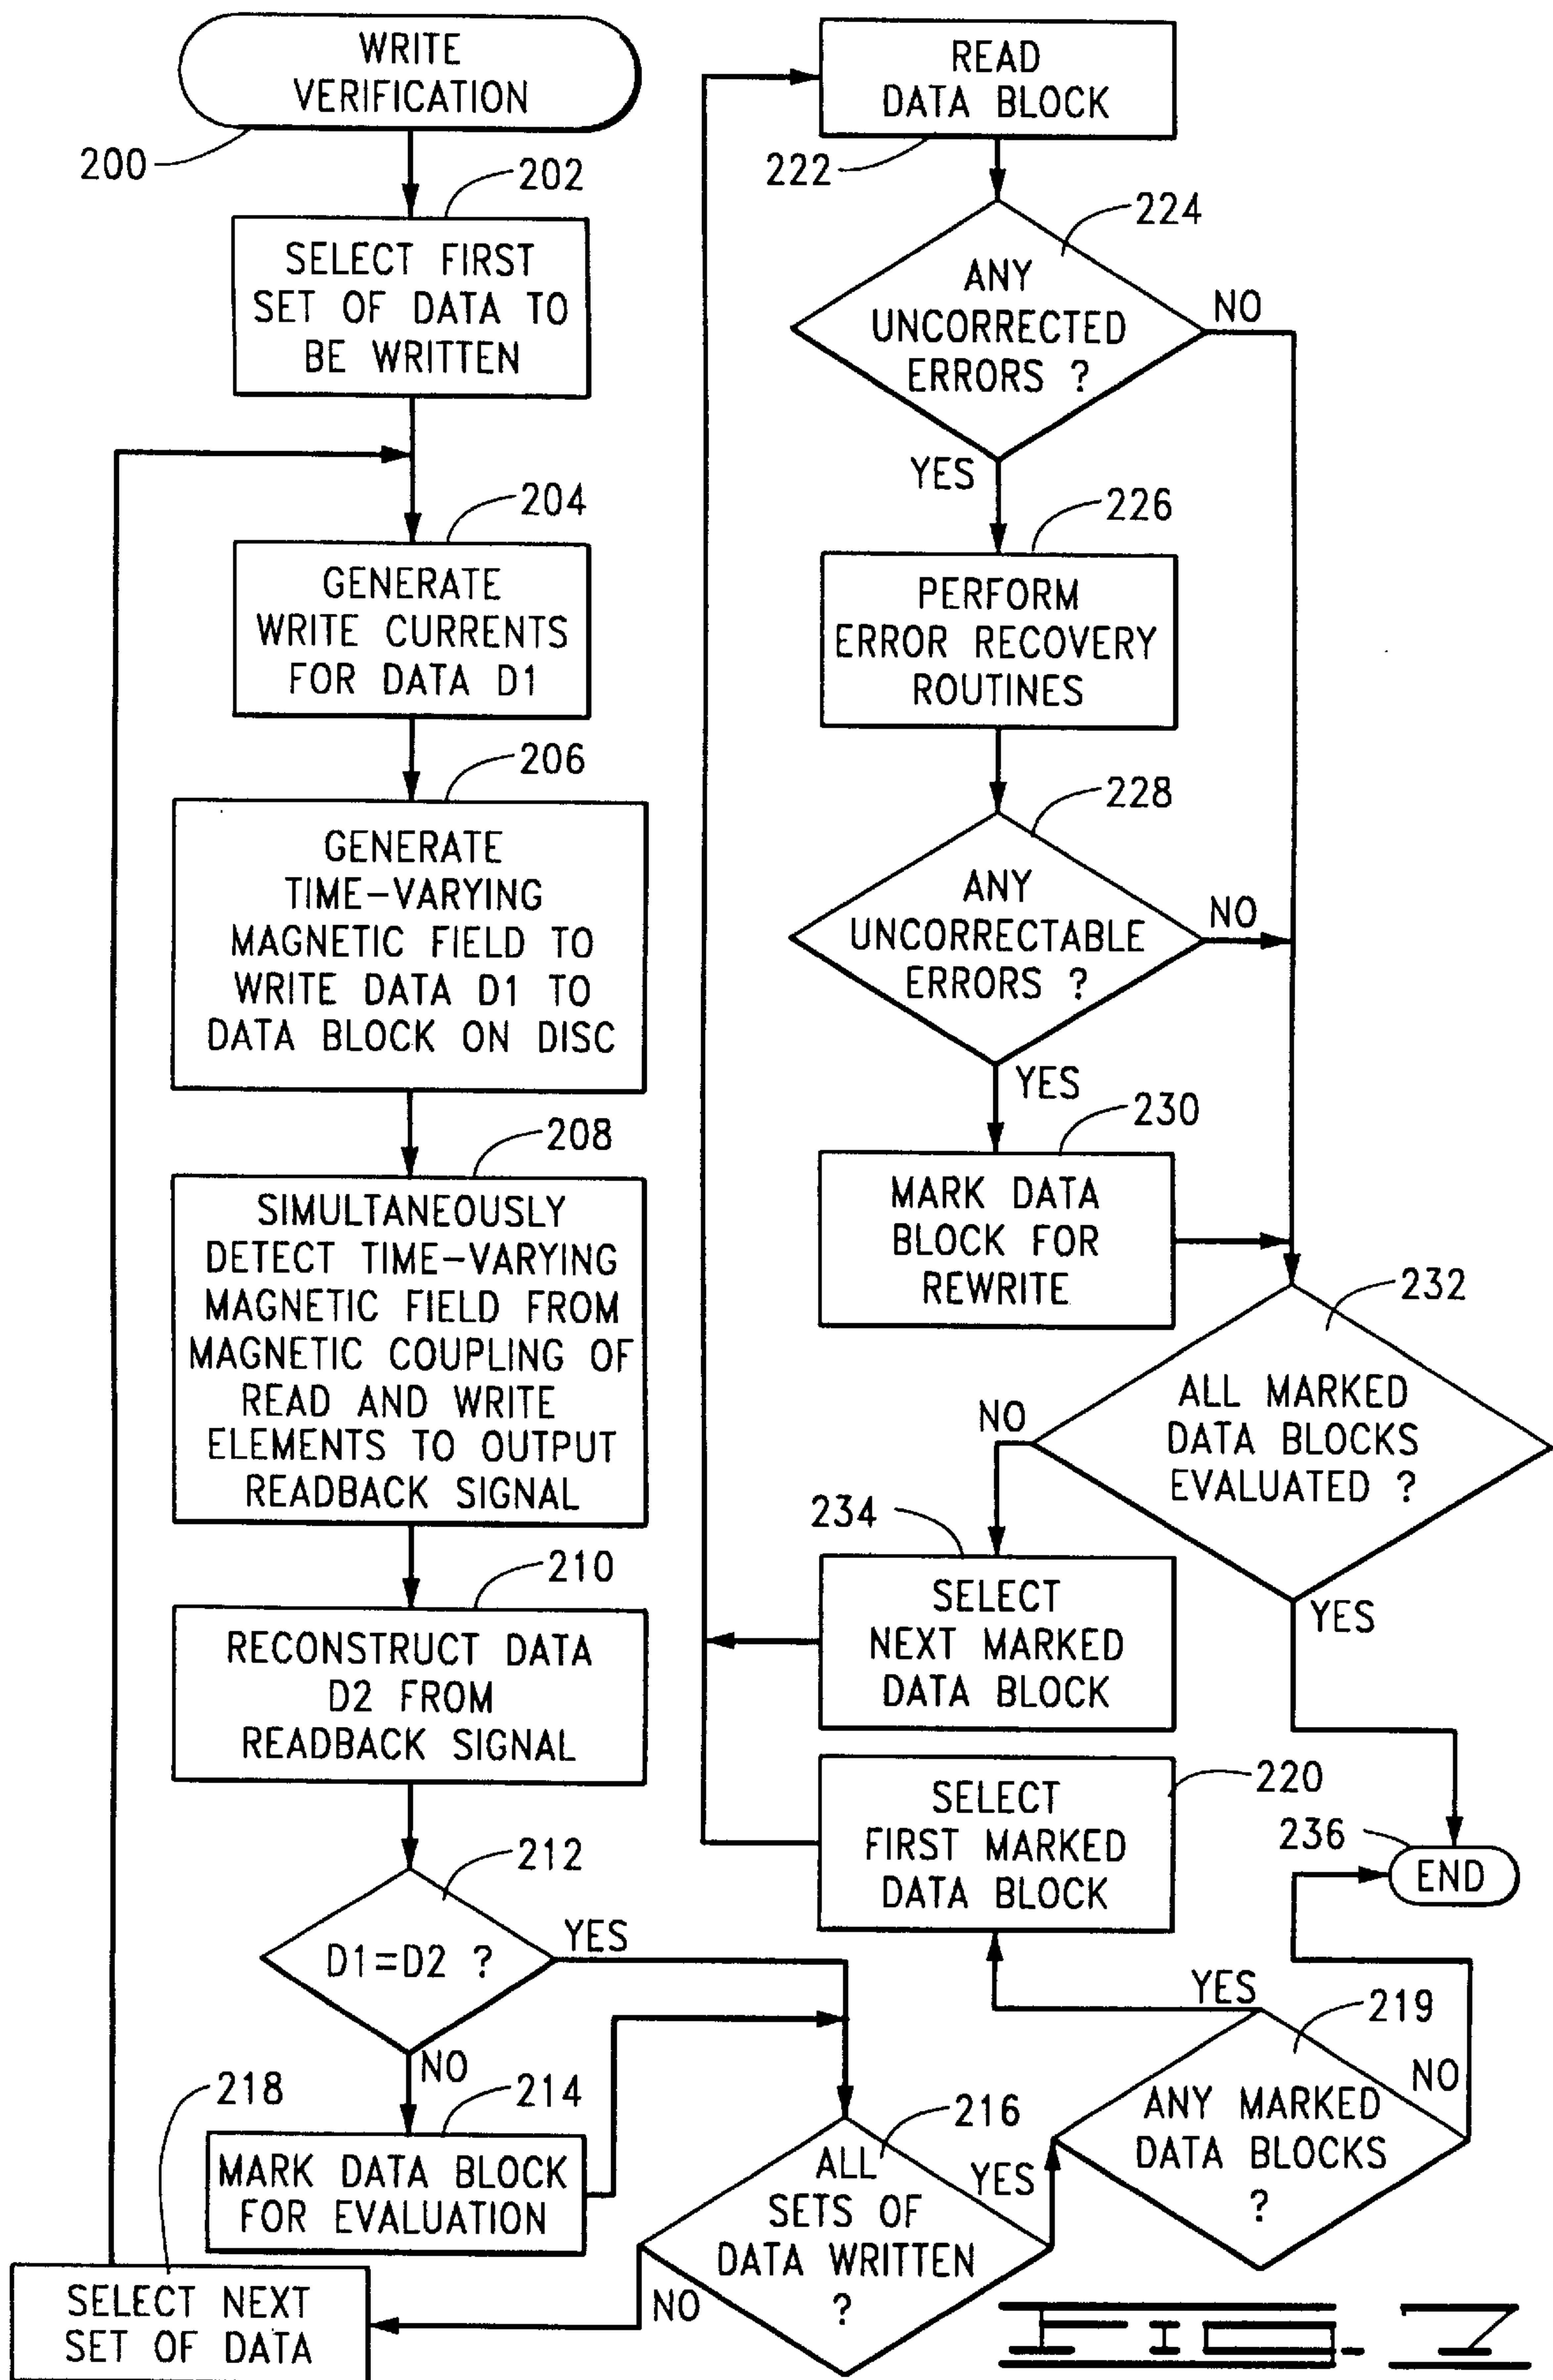 WRITE
VERIFICATION
200
202
SELECT FIRST
SET OF DATA TO
BE WRITTEN
204
GENERATE
WRITE CURRENTS
FOR DATA D1
206
GENERATE
TIME-VARYING
MAGNETIC FIELD TO
WRITE DATA D1 TO
DATA BLOCK ON DISC
208
SIMULTANEOUSLY
DETECT TIME-VARYING
MAGNETIC FIELD FROM
MAGNETIC COUPLING OF
READ AND WRITE
ELEMENTS TO OUTPUT
READBACK SIGNAL
210
RECONSTRUCT DATA
D2 FROM
READBACK SIGNAL
212
D1=D2 ?
YES
NO
214
MARK DATA BLOCK
FOR EVALUATION
216
ALL
SETS OF
DATA WRITTEN
?
YES
NO
218
SELECT NEXT
SET OF DATA
219
ANY MARKED
DATA BLOCKS
?
YES
NO
220
SELECT
FIRST MARKED
DATA BLOCK
READ
DATA BLOCK
222
224
ANY
UNCORRECTED
ERRORS ?
NO
YES
226
PERFORM
ERROR RECOVERY
ROUTINES
228
ANY
UNCORRECTABLE
ERRORS ?
NO
YES
230
MARK DATA
BLOCK FOR
REWRITE
232
ALL MARKED
DATA BLOCKS
EVALUATED ?
NO
YES
234
SELECT
NEXT MARKED
DATA BLOCK
236
END
FIG. 7